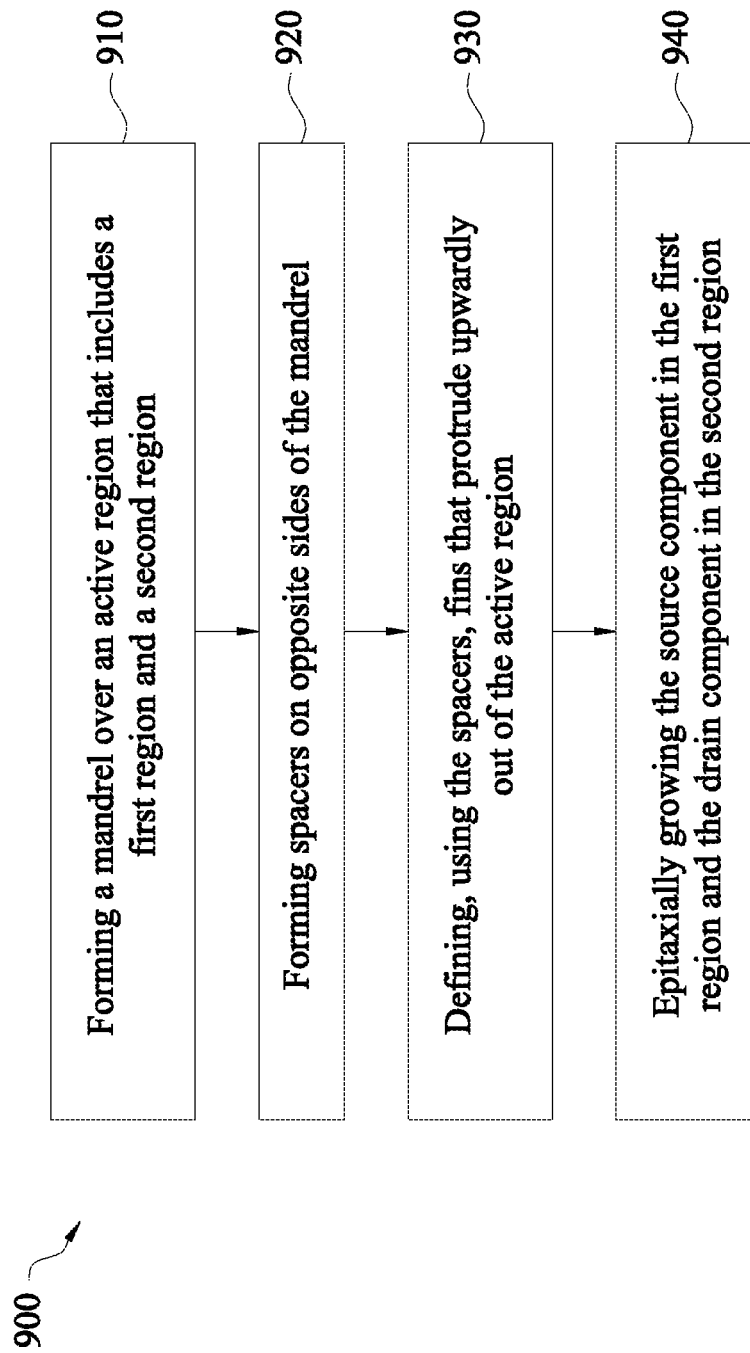 900
Forming a mandrel over an active region that includes a
first region and a second region
910
Forming spacers on opposite sides of the mandrel
920
Defining, using the spacers, fins that protrude upwardly
out of the active region
930
Epitaxially growing the source component in the first
region and the drain component in the second region
940